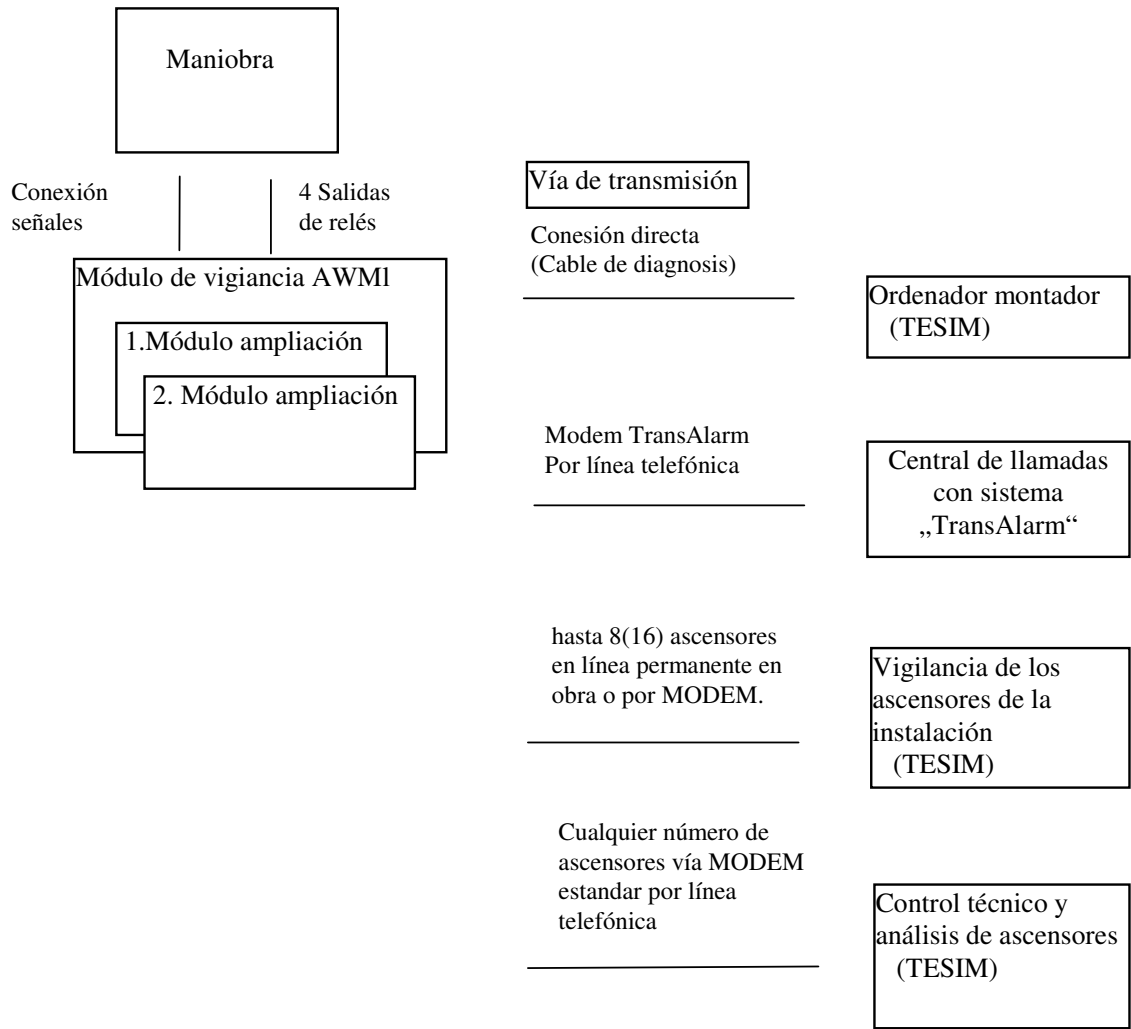 Maniobra
Conexión
señales
4 Salidas
de relés
Módulo de vigiancia AWMl
1.Módulo ampliación
2. Módulo ampliación
Vía de transmisión
Conesión directa
(Cable de diagnosis)
Ordenador montador
(TESIM)
Modem TransAlarm
Por línea telefónica
Central de llamadas
con sistema
„TransAlarm“
hasta 8(16) ascensores
en línea permanente en
obra o por MODEM.
Vigilancia de los
ascensores de la
instalación
(TESIM)
Cualquier número de
ascensores vía MODEM
estandar por línea
telefónica
Control técnico y
análisis de ascensores
(TESIM)